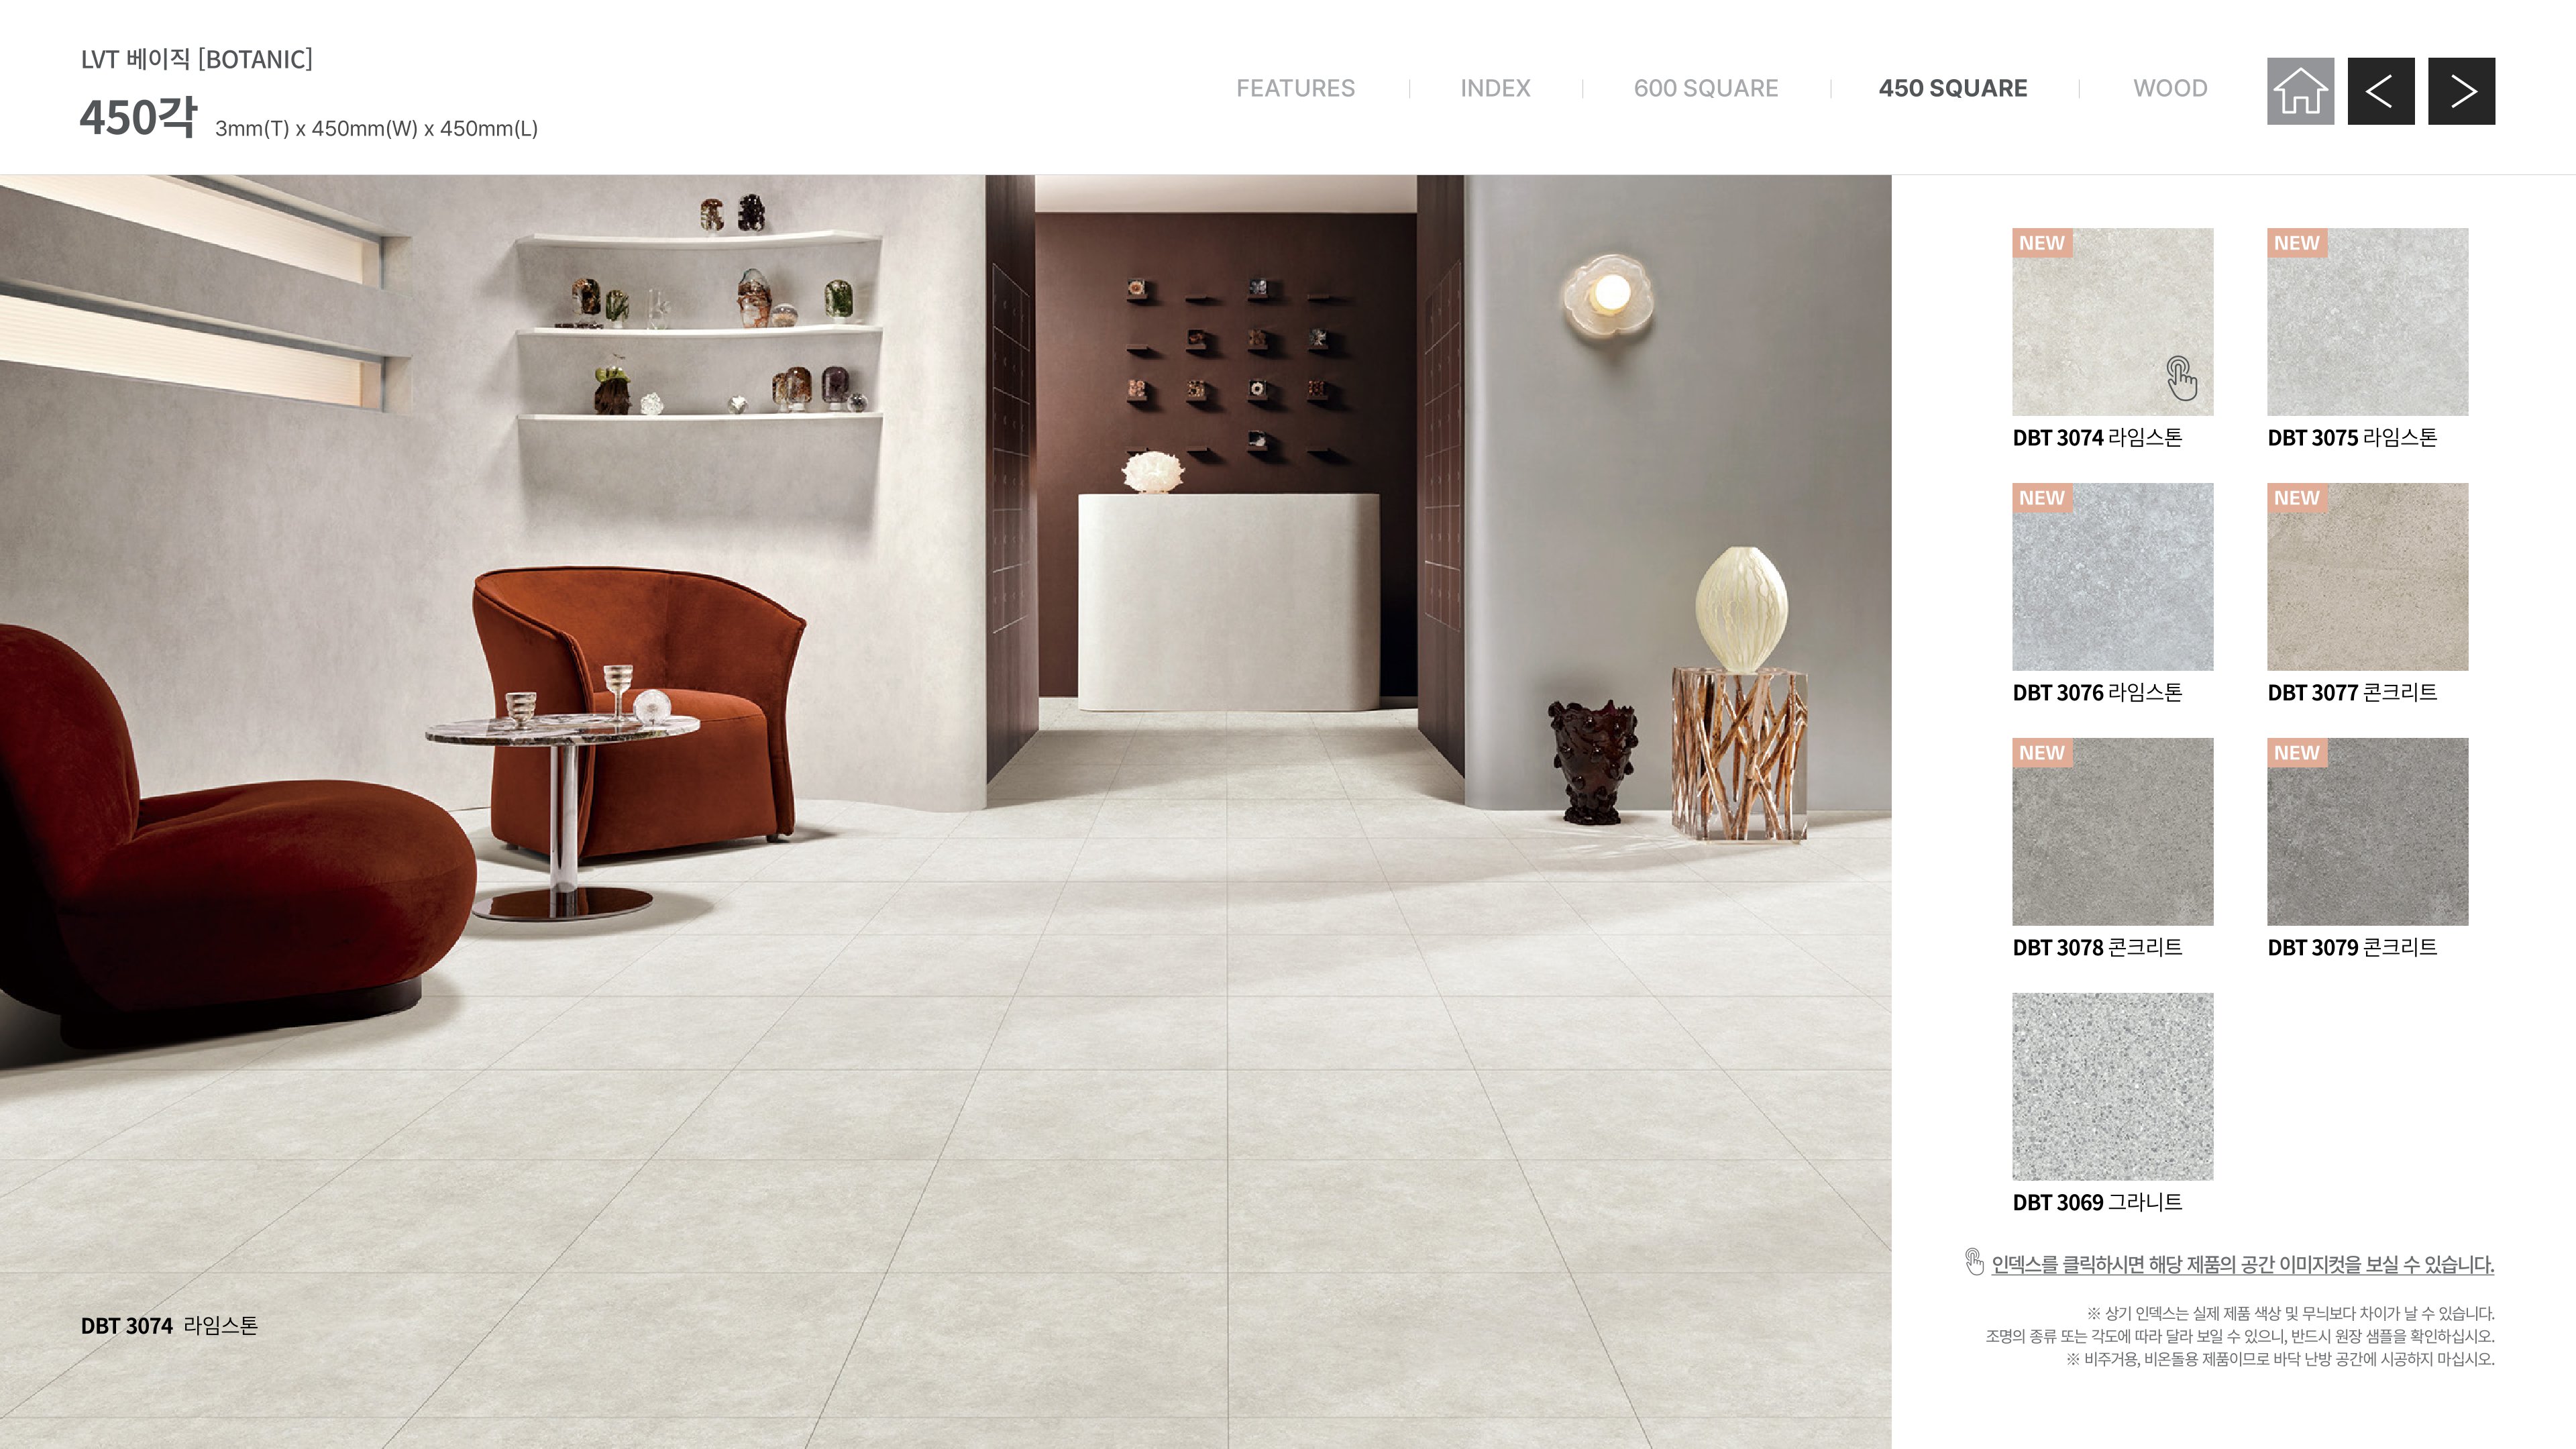 LVT 베이직 [BOTANIC]
450각 3mm(T) x 450mm(W) x 450mm(L)
FEATURES INDEX 600 SQUARE 450 SQUARE WOOD
NEW NEW
DBT 3074 라임스톤 DBT 3075 라임스톤
NEW NEW
DBT 3076 라임스톤 DBT 3077 콘크리트
NEW NEW
DBT 3078 콘크리트 DBT 3079 콘크리트
DBT 3069 그라니트
인덱스를 클릭하시면 해당 제품의 공간 이미지컷을 보실 수 있습니다.
※ 상기 인덱스는 실제 제품 색상 및 무늬보다 차이가 날 수 있습니다.
조명의 종류 또는 각도에 따라 달라 보일 수 있으니, 반드시 원장 샘플을 확인하십시오.
※ 비주거용, 비온돌용 제품이므로 바닥 난방 공간에 시공하지 마십시오.
DBT 3074 라임스톤